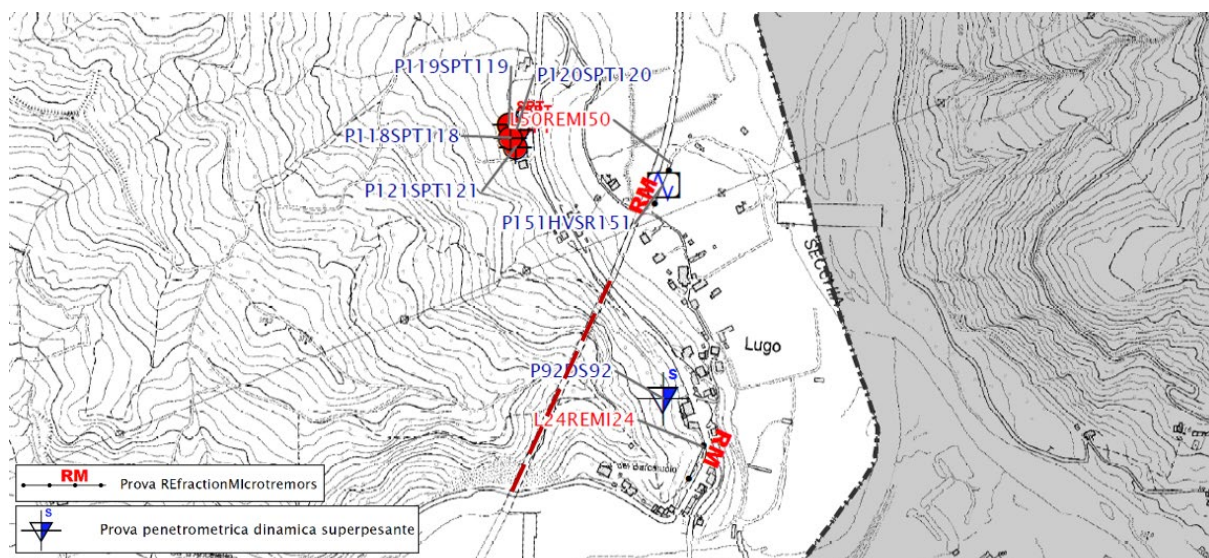 P119SPT119
P120SPT120
L50REMI50
P118SPT118
P121SPT121
RM
P151HVSR151
SECCHIA
Lugo
P92DS92
S
L24REMI24
RM
RM
Prova REfractionMIcrotremors
S
Prova penetrometrica dinamica superpesante